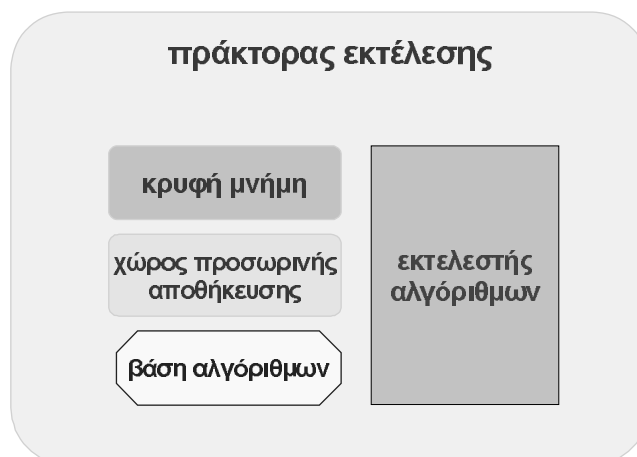 πράκτορας εκτέλεσης
κρυφή μνήμη
χώρος προσωρινής
αποθήκευσης
βάση αλγόριθμων
εκτελεστής
αλγόριθμων